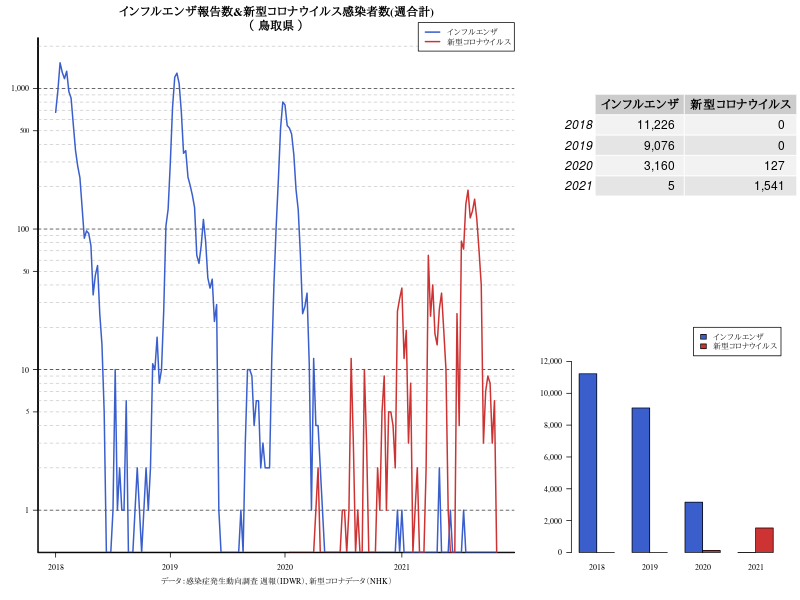 インフルエンザ報告数&新型コロナウイルス感染者数(週合計)
( 鳥取県 )
インフルエンザ
新型コロナウイルス
1,000
500
100
50
10
5
1
2018 2019 2020 2021
データ:感染症発生動向調査 週報(IDWR)、新型コロナデータ(NHK)
インフルエンザ 新型コロナウイルス
2018 11,226 0
2019 9,076 0
2020 3,160 127
2021 5 1,541
インフルエンザ
新型コロナウイルス
12,000
10,000
8,000
6,000
4,000
2,000
0
2018 2019 2020 2021